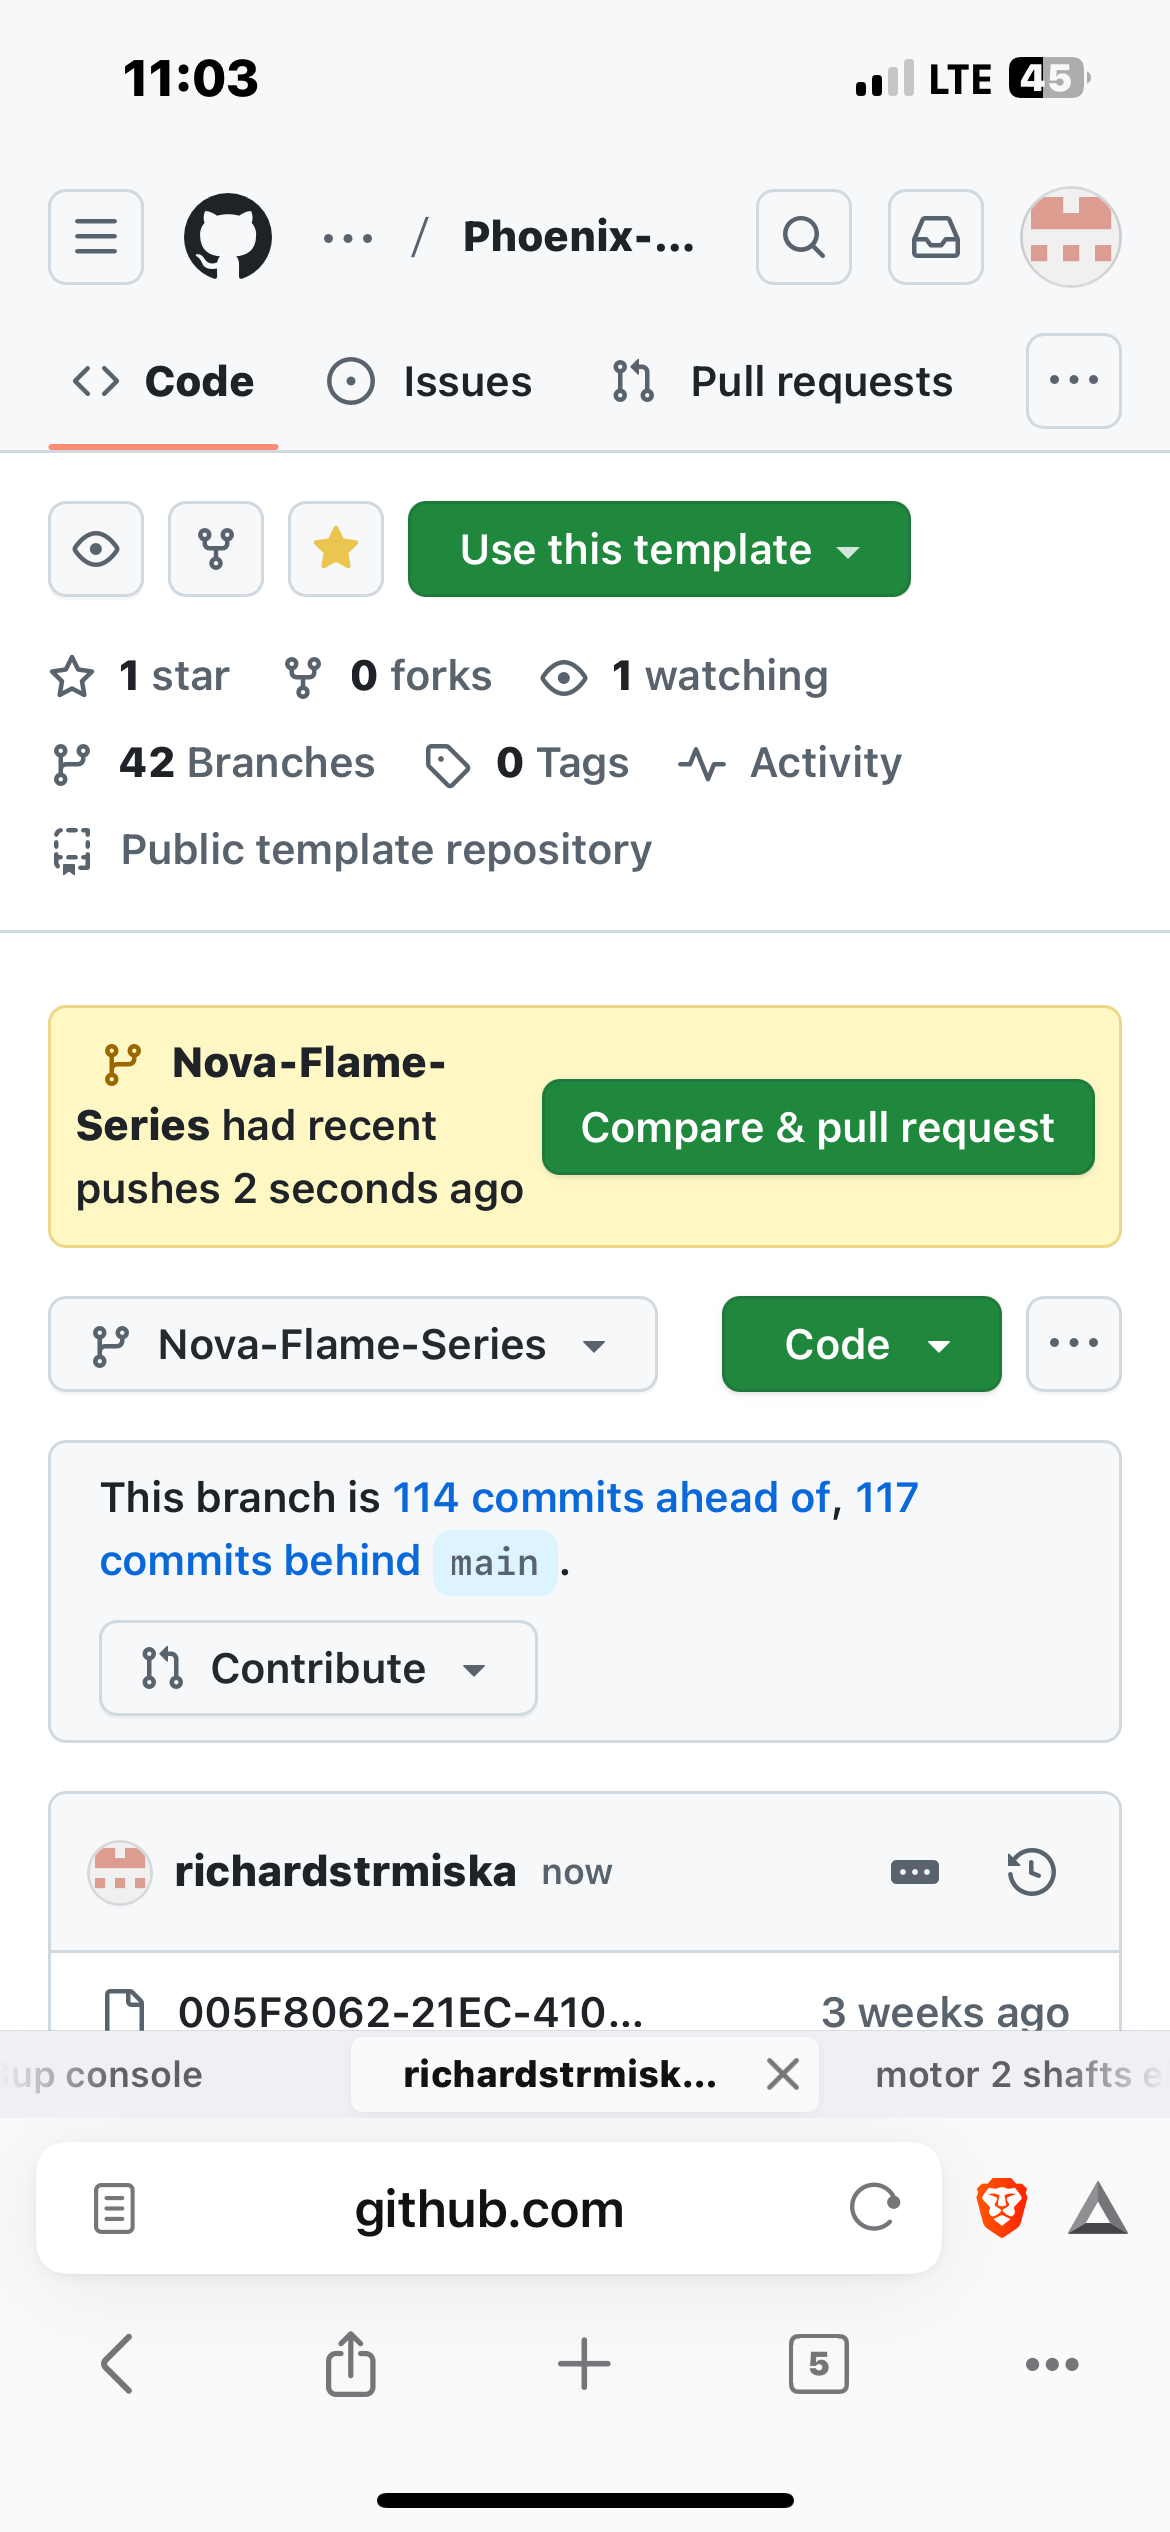 11:03 LTE 45
/ Phoenix-...
Code Issues Pull requests
Use this template
1 star 0 forks 1 watching
42 Branches 0 Tags Activity
Public template repository
Nova-Flame-
Series had recent
pushes 2 seconds ago
Compare & pull request
Nova-Flame-Series Code
This branch is 114 commits ahead of, 117
commits behind main.
Contribute
richardstrmiska now
005F8062-21EC-410... 3 weeks ago
up console richardstrmisk... motor 2 shafts e
github.com
5